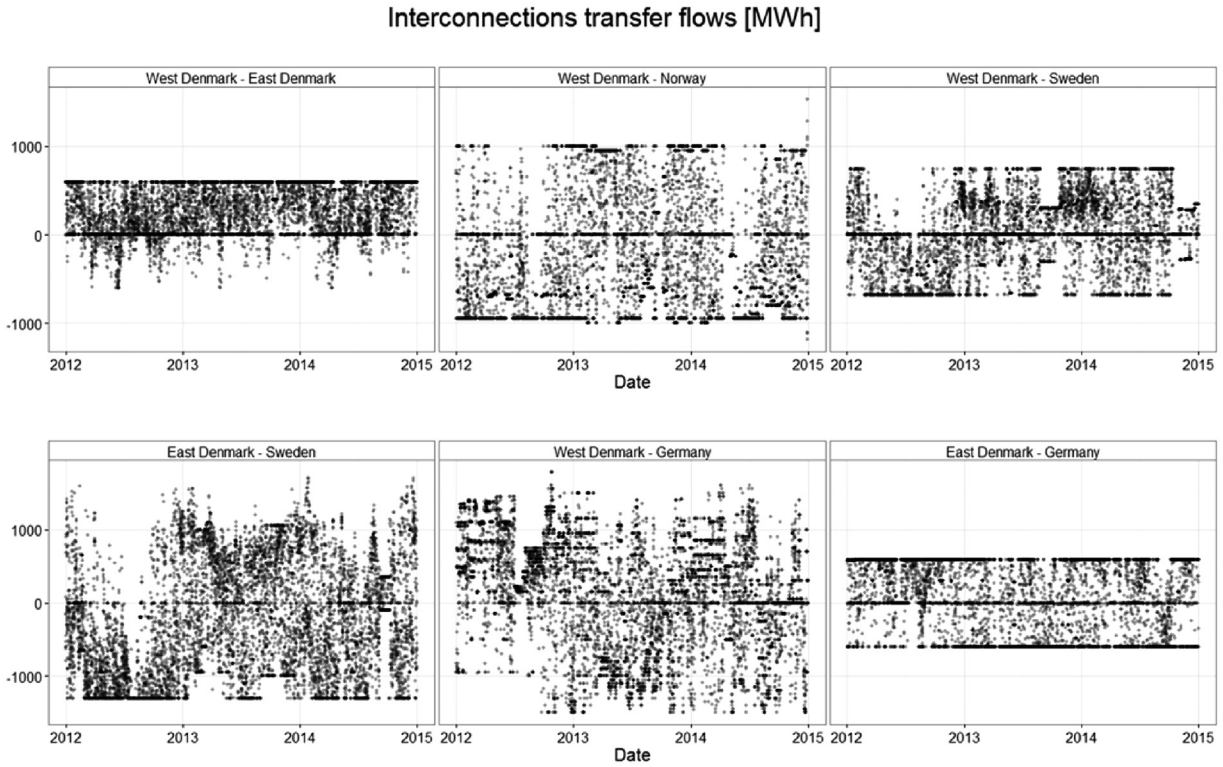 Interconnections transfer flows [MWh]
West Denmark - East Denmark
West Denmark - Norway
West Denmark - Sweden
1000
0
-1000
2012 2013 2014 2015
2012 2013 2014 2015
2012 2013 2014 2015
Date
East Denmark - Sweden
West Denmark - Germany
East Denmark - Germany
1000
0
-1000
2012 2013 2014 2015
2012 2013 2014 2015
2012 2013 2014 2015
Date